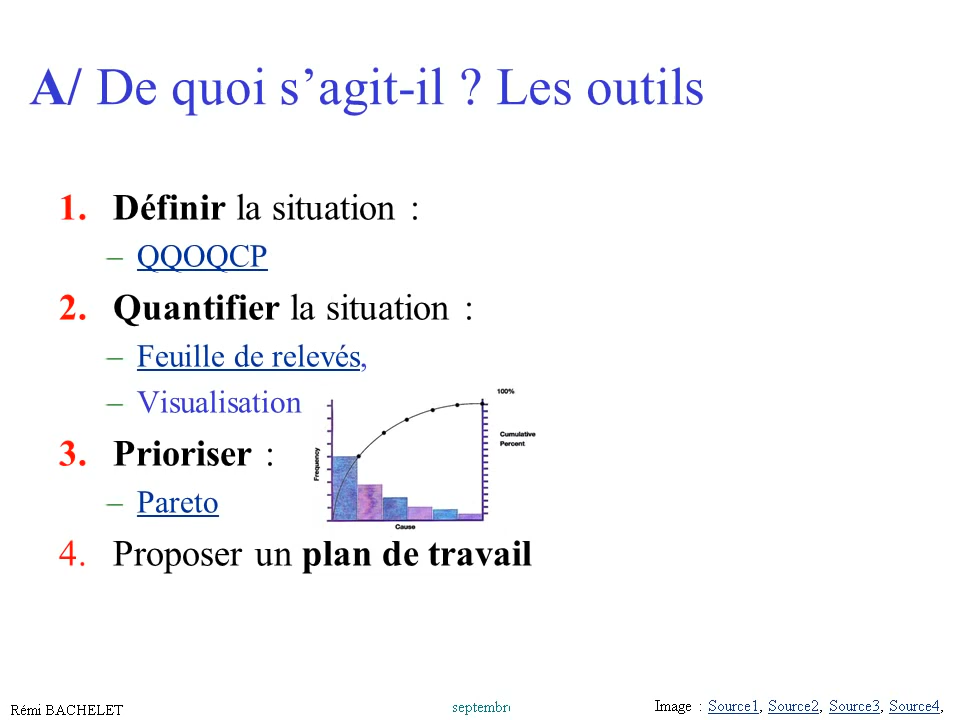 A/ De quoi s’agit-il ? Les outils
1. Définir la situation :
– QQOQCP
2. Quantifier la situation :
– Feuille de relevés,
– Visualisation
3. Prioriser :
– Pareto
4. Proposer un plan de travail
100%
Cumulative
Percent
Frequency
Cause
Rémi BACHELET
septembre
Image : Source1, Source2, Source3, Source4,